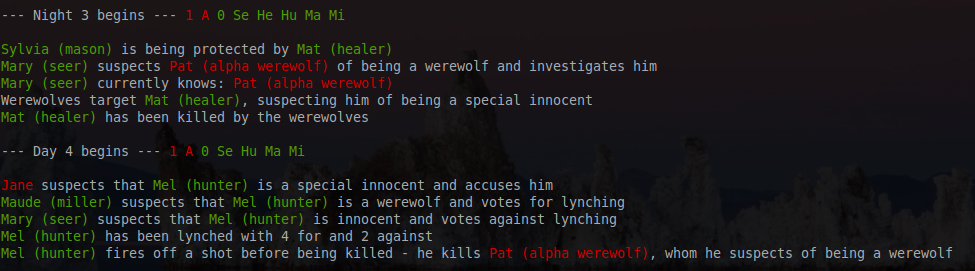 --- Night 3 begins --- 1 A 0 Se He Hu Ma Mi
Sylvia (mason) is being protected by Mat (healer)
Mary (seer) suspects Pat (alpha werewolf) of being a werewolf and investigates him
Mary (seer) currently knows: Pat (alpha werewolf)
Werewolves target Mat (healer), suspecting him of being a special innocent
Mat (healer) has been killed by the werewolves
--- Day 4 begins --- 1 A 0 Se Hu Ma Mi
Jane suspects that Mel (hunter) is a special innocent and accuses him
Maude (miller) suspects that Mel (hunter) is a werewolf and votes for lynching
Mary (seer) suspects that Mel (hunter) is innocent and votes against lynching
Mel (hunter) has been lynched with 4 for and 2 against
Mel (hunter) fires off a shot before being killed - he kills Pat (alpha werewolf), whom he suspects of being a werewolf